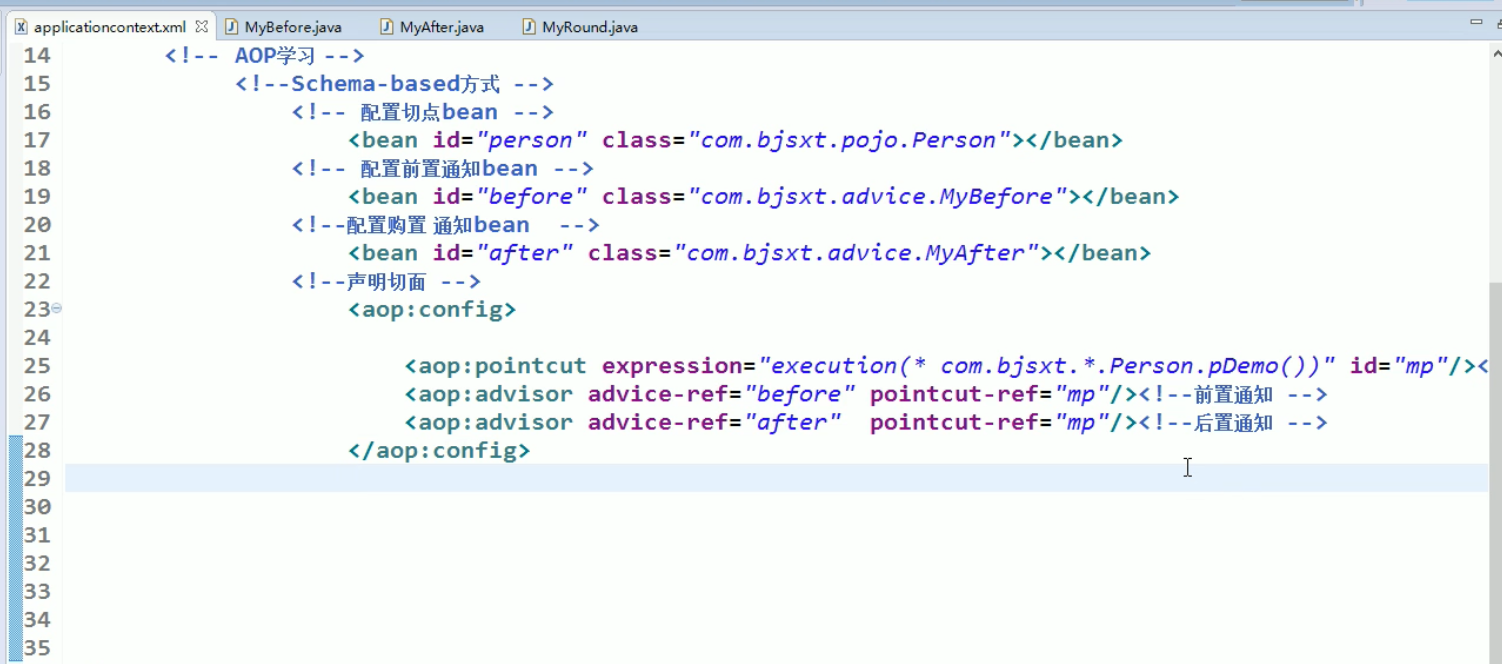 applicationcontext.xml MyBefore.java MyAfter.java MyRound.java
14 <!-- AOP学习 -->
15 <!--Schema-based方式 -->
16 <!-- 配置切点bean -->
17 <bean id="person" class="com.bjsxt.pojo.Person"></bean>
18 <!-- 配置前置通知bean -->
19 <bean id="before" class="com.bjsxt.advice.MyBefore"></bean>
20 <!--配置购置 通知bean  -->
21 <bean id="after" class="com.bjsxt.advice.MyAfter"></bean>
22 <!--声明切面 -->
23 <aop:config>
24
25 <aop:pointcut expression="execution(* com.bjsxt.*.Person.pDemo())" id="mp"/><
26 <aop:advisor advice-ref="before" pointcut-ref="mp"/><!--前置通知 -->
27 <aop:advisor advice-ref="after"  pointcut-ref="mp"/><!--后置通知 -->
28 </aop:config>
29
30
31
32
33
34
35